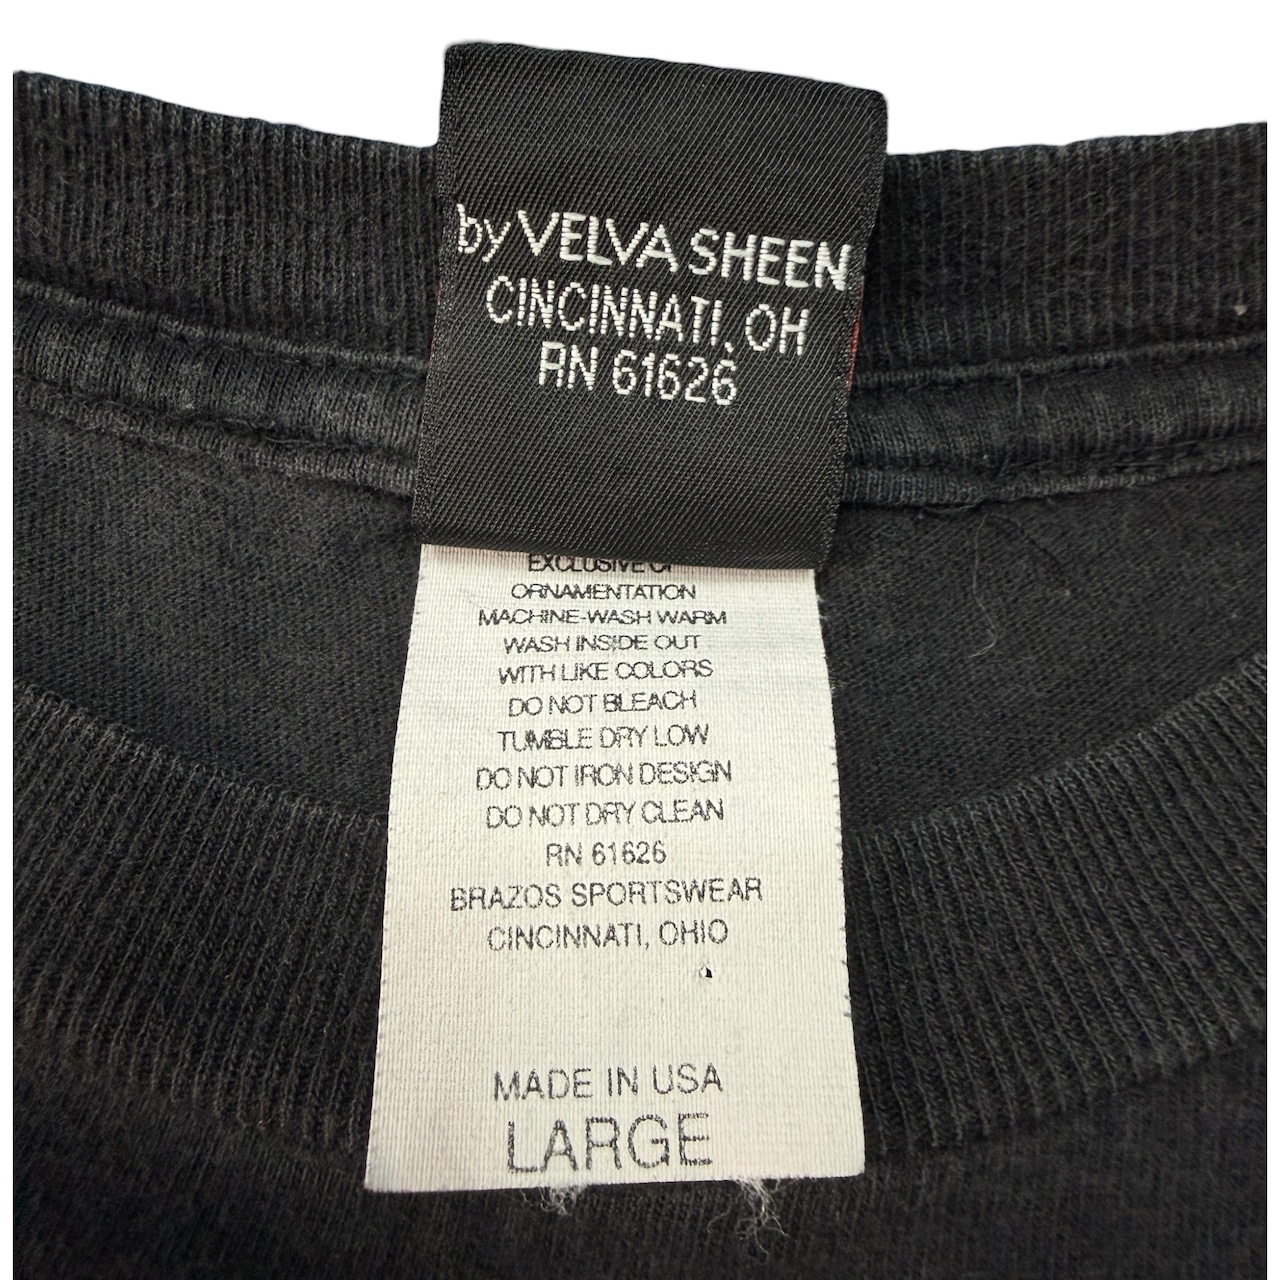 by VELVA SHEEN
CINCINNATI, OH
RN 61626
EXCLUSIVE OF
ORNAMENTATION
MACHINE-WASH WARM
WASH INSIDE OUT
WITH LIKE COLORS
DO NOT BLEACH
TUMBLE DRY LOW
DO NOT IRON DESIGN
DO NOT DRY CLEAN
RN 61626
BRAZOS SPORTSWEAR
CINCINNATI, OHIO
MADE IN USA
LARGE